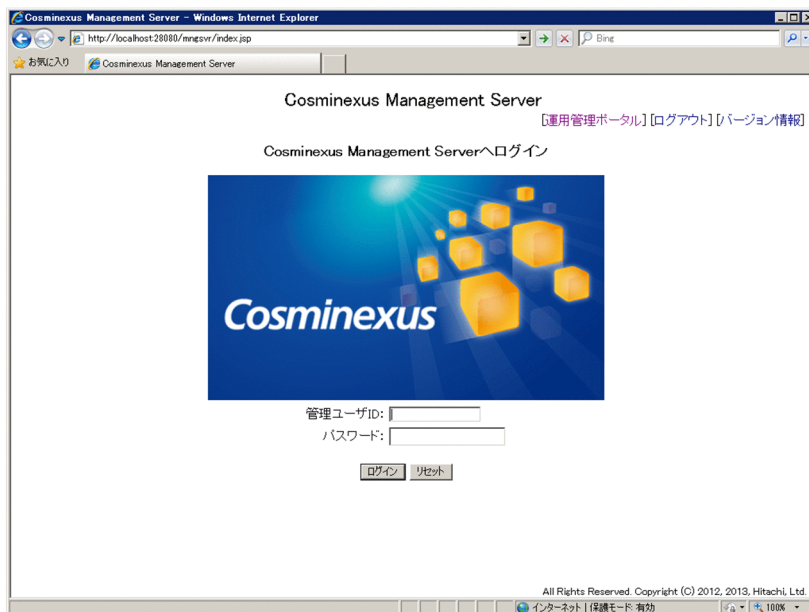 Cosminexus Management Server - Windows Internet Explorer
http://localhost:28080/mngsvr/index.jsp
Bing
お気に入り
Cosminexus Management Server
Cosminexus Management Server
[運用管理ポータル] [ログアウト] [バージョン情報]
Cosminexus Management Serverへログイン
Cosminexus
管理ユーザID:
パスワード:
ログイン リセット
All Rights Reserved. Copyright (C) 2012, 2013, Hitachi, Ltd.
インターネット | 保護モード: 有効
100%